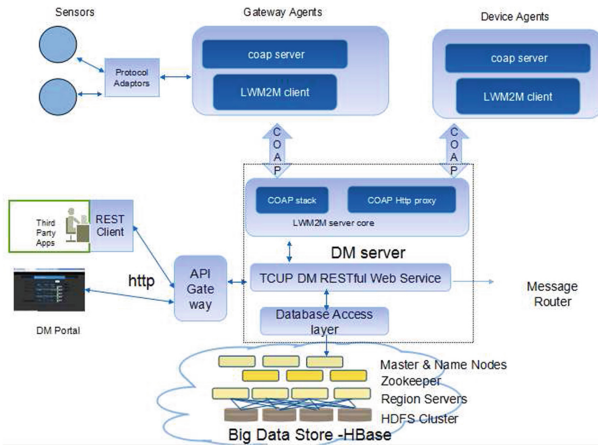 Sensors
Gateway Agents
Device Agents
Protocol
Adaptors
coap server
LWM2M client
coap server
LWM2M client
COAP
COAP
COAP stack
COAP Http proxy
LWM2M server core
Third
Party
Apps
REST
Client
DM server
http
API
Gate
way
TCUP DM RESTful Web Service
Message
Router
DM Portal
Database Access
layer
Master & Name Nodes
Zookeeper
Region Servers
HDFS Cluster
Big Data Store -HBase